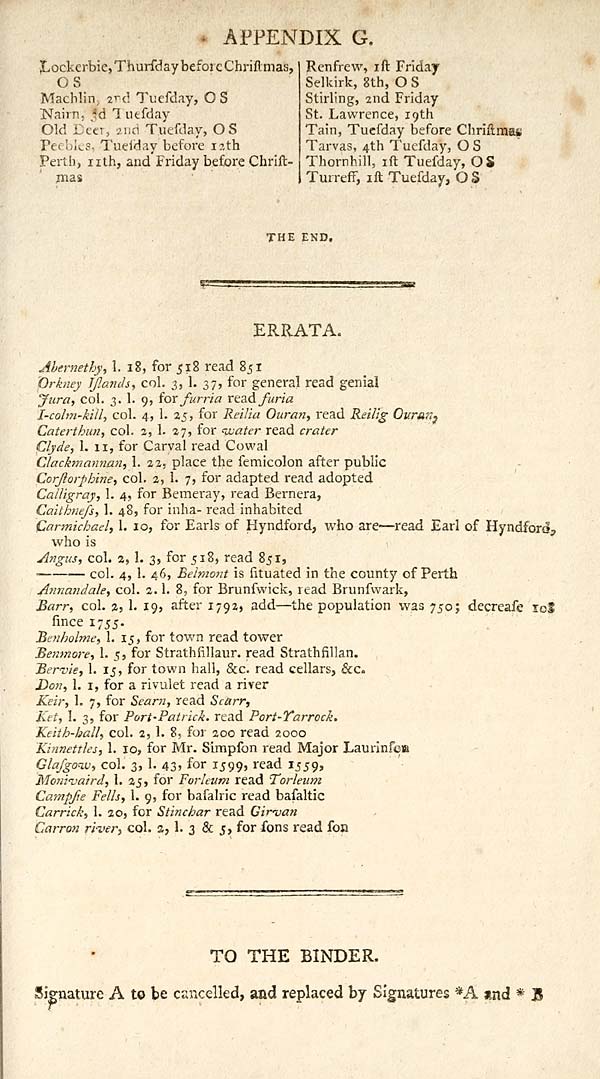 APPENDIX G.
Lockerbie, Thurſday before Chriſtmas,
O S
Machlin, 2nd Tueſday, O S
Nairn, 3d Tueſday
Old Deer, 2nd Tueſday, O S
Peebles, Tueſday before 12th
Perth, 11th, and Friday before Chriſt-
mas
Renfrew, 1ſt Friday
Selkirk, 8th, O S
Stirling, 2nd Friday
St. Lawrence, 19th
Tain, Tueſday before Chriſtmas
Tarvas, 4th Tueſday, O S
Thornhill, 1ſt Tueſday, O S
Turreff, 1ſt Tueſday, O S
THE END.
ERRATA.
Abernethy, l. 18, for 518 read 851
Orkney Iſlands, col. 3, l. 37, for general read genial
Jura, col. 3. l. 9, for furria read furia
I-colm-kill, col. 4, l. 25, for Reilia Ouran, read Reilig Ouran,
Caterthun, col. 2, l. 27, for water read crater
Clyde, l. 11, for Carval read Cowal
Clackmannan, l. 22, place the ſemicolon after public
Corſtorphine, col. 2, l. 7, for adapted read adopted
Calligray, l. 4, for Bemeray, read Bernera,
Caithneſs, l. 48, for inha- read inhabited
Carmichael, l. 10, for Earls of Hyndford, who are—read Earl of Hyndford,
who is
Angus, col. 2, l. 3, for 518, read 851,
——— col. 4, l. 46, Belmont is ſituated in the county of Perth
Annandale, col. 2. l. 8, for Brunſwick, read Brunſwark,
Barr, col. 2, l. 19, after 1792, add—the population was 750; decreaſe 108
ſince 1755.
Benholme, l. 15, for town read tower
Benmore, l. 5, for Strathfillaur. read Strathfillan.
Bervie, l. 15, for town hall, &c. read cellars, &c.
Don, l. 1, for a rivulet read a river
Keir, l. 7, for Searn, read Scarr,
Ket, l. 3, for Port-Patrick. read Port-Yarrock.
Keith-hall, col. 2, l. 8, for 200 read 2000
Kinnettles, l. 10, for Mr. Simpſon read Major Laurinſon
Glaſgow, col. 3, l. 43, for 1599, read 1559,
Monivaird, l. 25, for Forleum read Torleum
Campſie Fells, l. 9, for baſalric read baſaltic
Carrick, l. 20, for Stinchar read Girvan
Carron river, col. 2, l. 3 & 5, for ſons read ſon
TO THE BINDER.
Signature A to be cancelled, and replaced by Signatures *A and * B